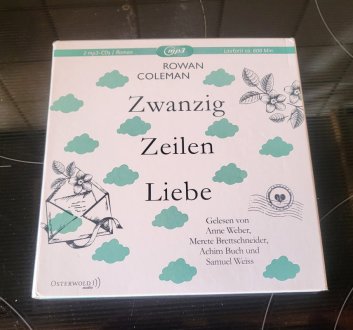 2 mp3-CDs | Roman
mp3
Laufzeit ca. 600 Min
ROWAN
COLEMAN
Zwanzig
Zeilen
Liebe
Gelesen von
Anne Weber,
Merete Brettschneider,
Achim Buch und
Samuel Weiss
OSTERWOLD
audio